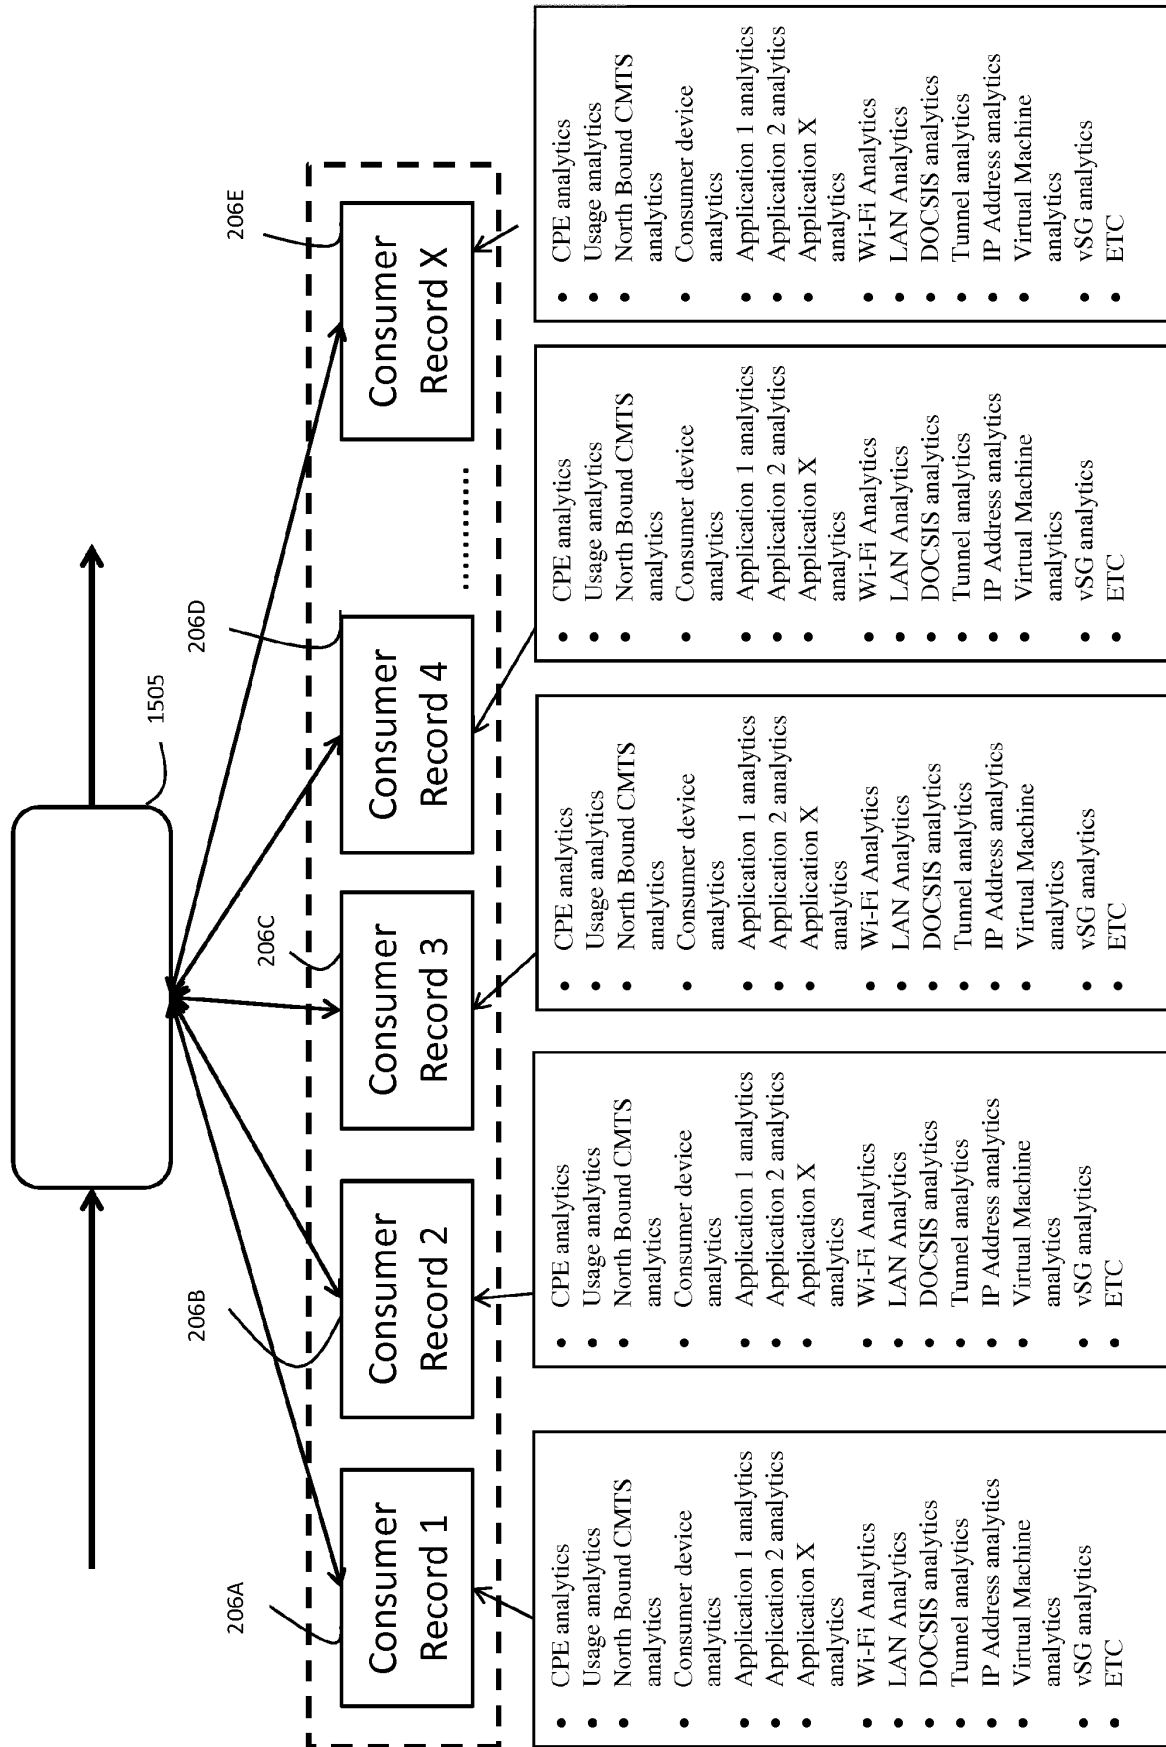 1505
206A
206B
206C
206D
206E
Consumer
Record 1
Consumer
Record 2
Consumer
Record 3
Consumer
Record 4
..........
Consumer
Record X
• CPE analytics
• Usage analytics
• North Bound CMTS
analytics
• Consumer device
analytics
• Application 1 analytics
• Application 2 analytics
• Application X
analytics
• Wi-Fi Analytics
• LAN Analytics
• DOCSIS analytics
• Tunnel analytics
• IP Address analytics
• Virtual Machine
analytics
• vSG analytics
• ETC
• CPE analytics
• Usage analytics
• North Bound CMTS
analytics
• Consumer device
analytics
• Application 1 analytics
• Application 2 analytics
• Application X
analytics
• Wi-Fi Analytics
• LAN Analytics
• DOCSIS analytics
• Tunnel analytics
• IP Address analytics
• Virtual Machine
analytics
• vSG analytics
• ETC
• CPE analytics
• Usage analytics
• North Bound CMTS
analytics
• Consumer device
analytics
• Application 1 analytics
• Application 2 analytics
• Application X
analytics
• Wi-Fi Analytics
• LAN Analytics
• DOCSIS analytics
• Tunnel analytics
• IP Address analytics
• Virtual Machine
analytics
• vSG analytics
• ETC
• CPE analytics
• Usage analytics
• North Bound CMTS
analytics
• Consumer device
analytics
• Application 1 analytics
• Application 2 analytics
• Application X
analytics
• Wi-Fi Analytics
• LAN Analytics
• DOCSIS analytics
• Tunnel analytics
• IP Address analytics
• Virtual Machine
analytics
• vSG analytics
• ETC
• CPE analytics
• Usage analytics
• North Bound CMTS
analytics
• Consumer device
analytics
• Application 1 analytics
• Application 2 analytics
• Application X
analytics
• Wi-Fi Analytics
• LAN Analytics
• DOCSIS analytics
• Tunnel analytics
• IP Address analytics
• Virtual Machine
analytics
• vSG analytics
• ETC